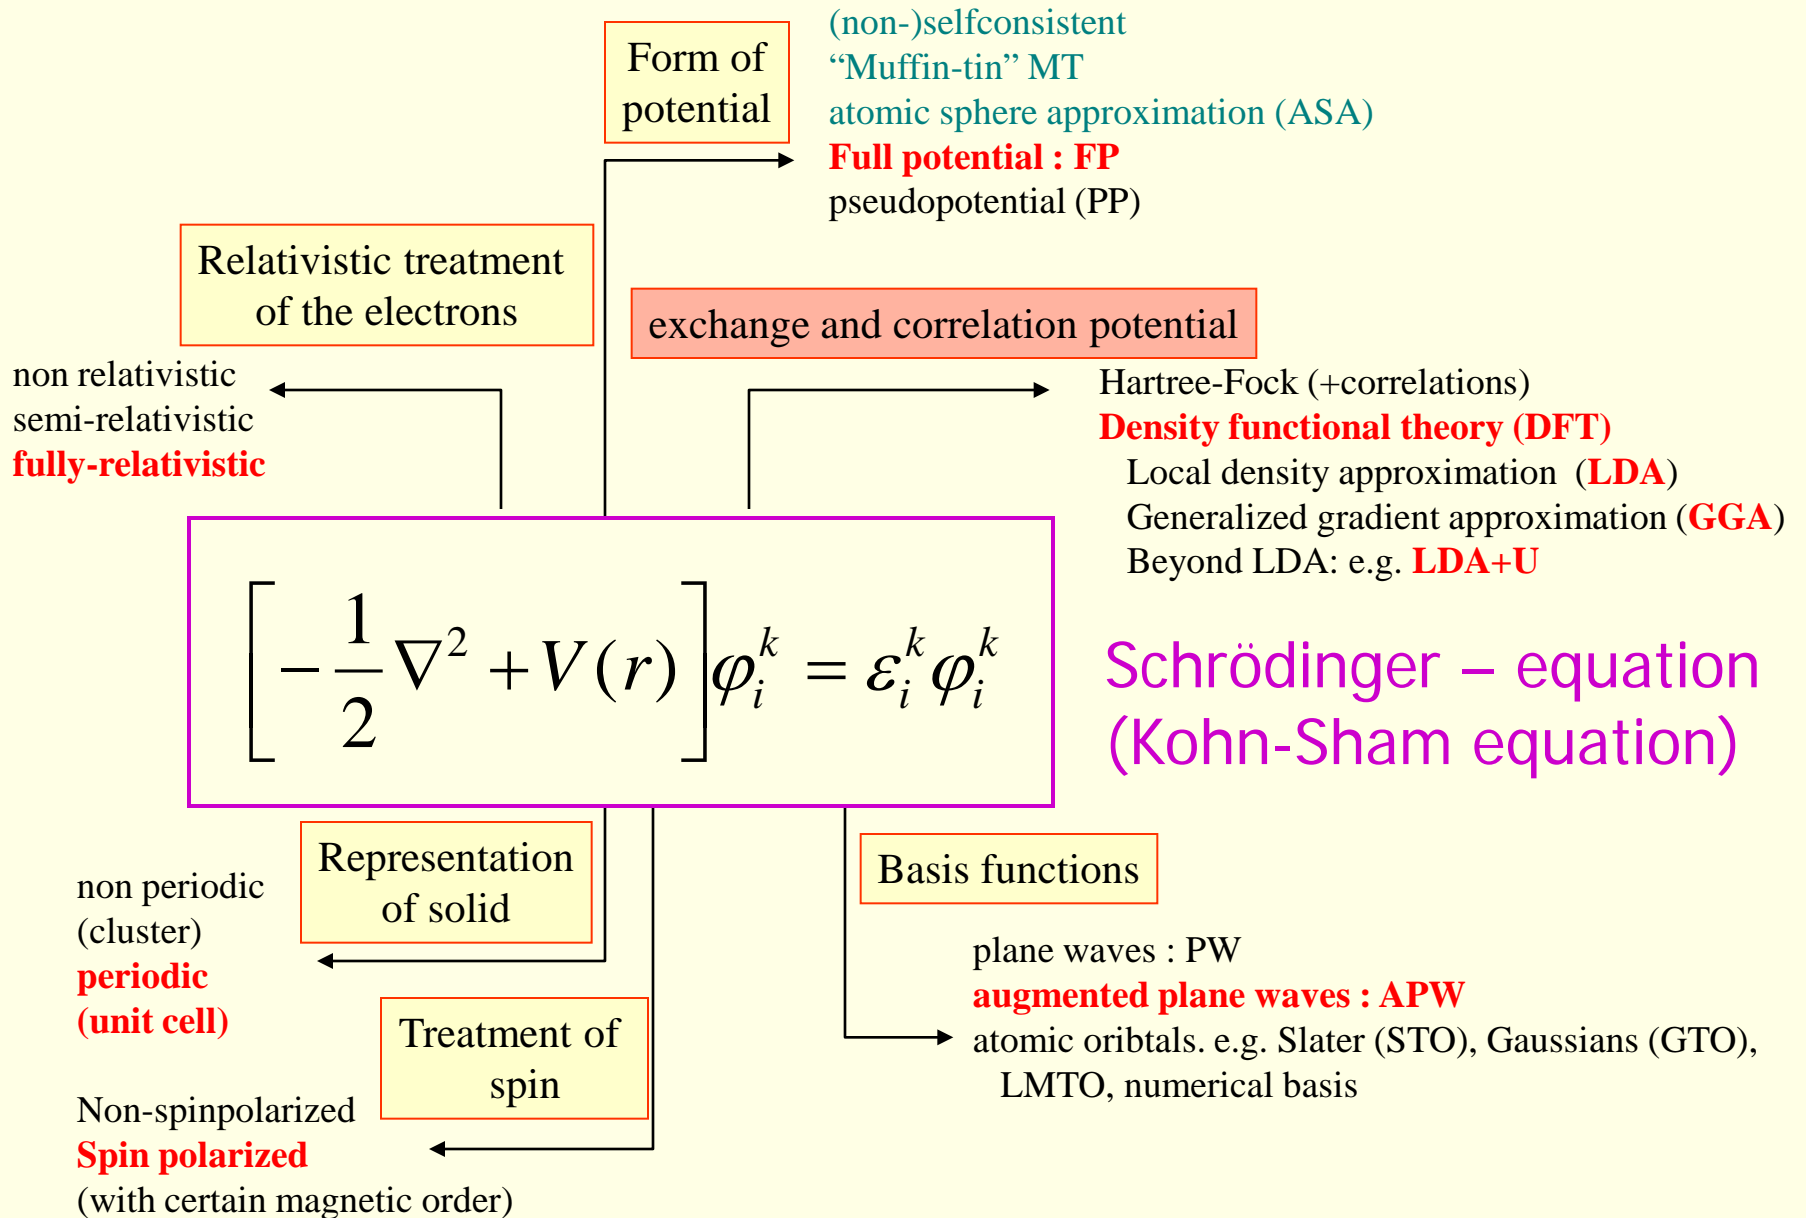 Form of
potential
(non-)selfconsistent
“Muffin-tin” MT
atomic sphere approximation (ASA)
Full potential : FP
pseudopotential (PP)
Relativistic treatment
of the electrons
non relativistic
semi-relativistic
fully-relativistic
exchange and correlation potential
Hartree-Fock (+correlations)
Density functional theory (DFT)
Local density approximation (LDA)
Generalized gradient approximation (GGA)
Beyond LDA: e.g. LDA+U
[-1/2 ∇² + V(r)]φ_i^k = ε_i^k φ_i^k
Schrödinger – equation
(Kohn-Sham equation)
Representation
of solid
non periodic
(cluster)
periodic
(unit cell)
Treatment of
spin
Non-spinpolarized
Spin polarized
(with certain magnetic order)
Basis functions
plane waves : PW
augmented plane waves : APW
atomic oribtals. e.g. Slater (STO), Gaussians (GTO),
LMTO, numerical basis